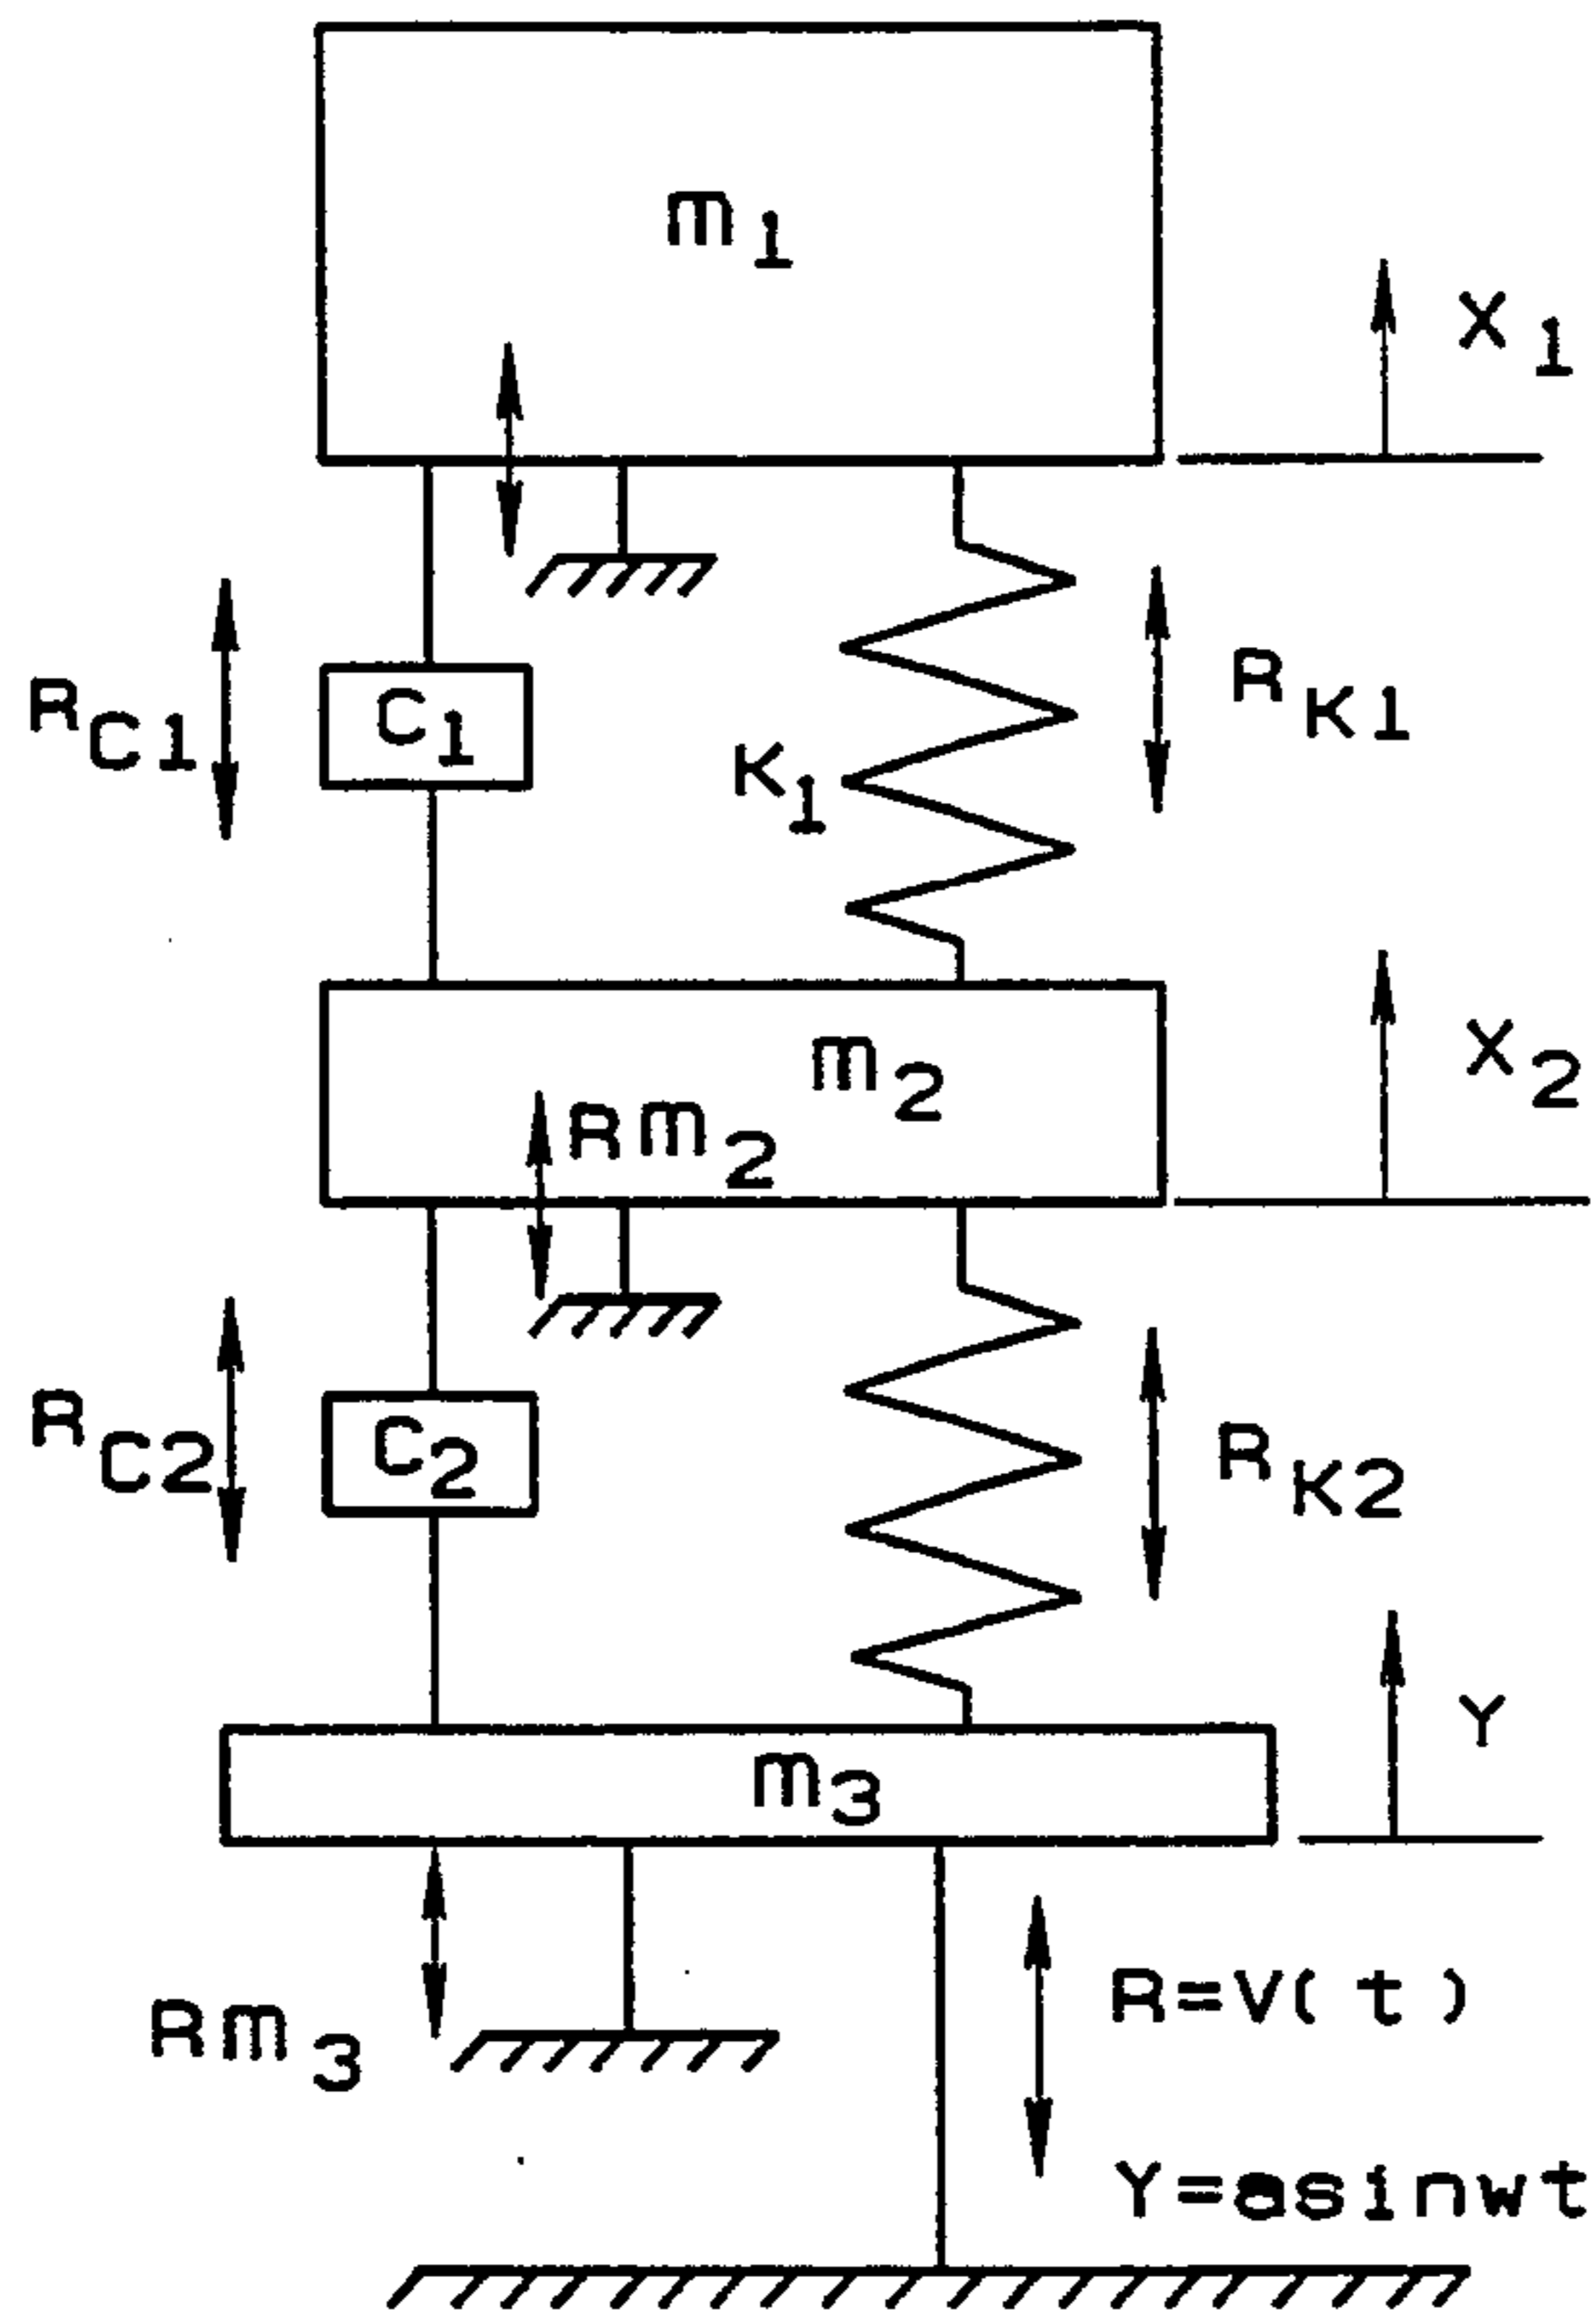 m1
X1
RC1
C1
K1
RK1
m2
X2
Rm2
RC2
C2
RK2
m3
Y
Rm3
R=V(t)
Y=asinwt